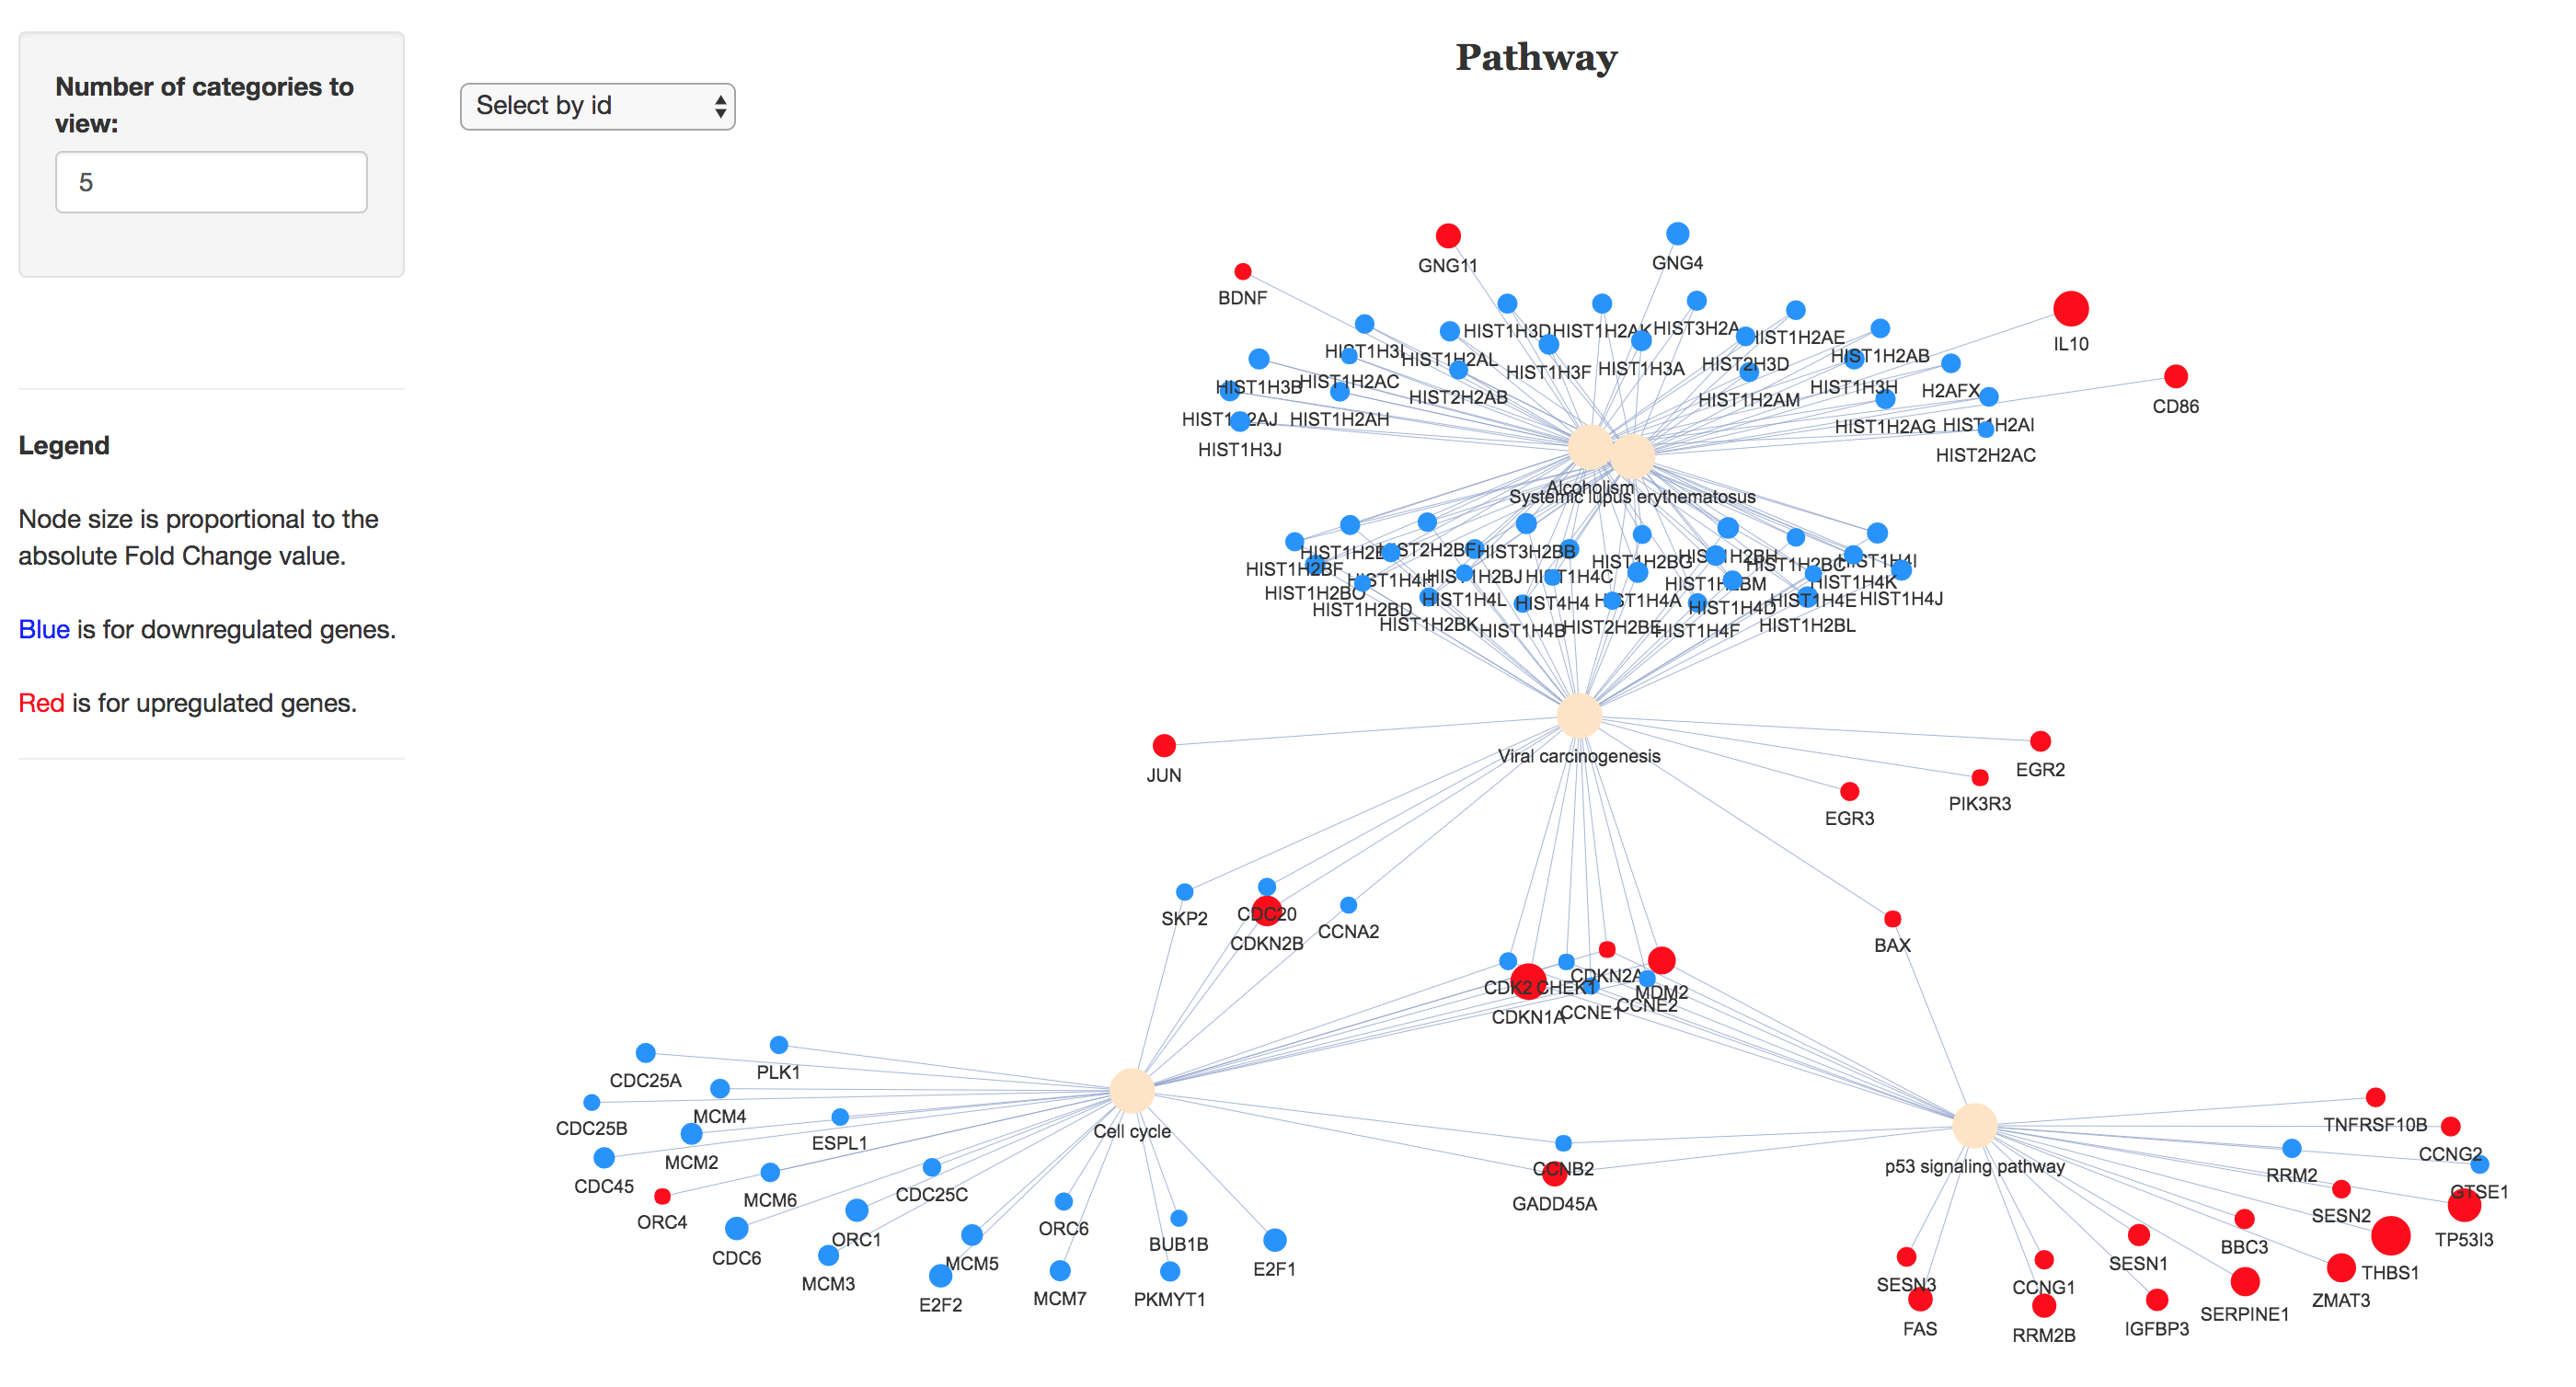 Pathway
Number of categories to
view:
5
Select by id
Legend
Node size is proportional to the
absolute Fold Change value.
Blue is for downregulated genes.
Red is for upregulated genes.
GNG11
GNG4
BDNF
IL10
CD86
HIST1H3D
HIST1H2AK
HIST3H2A
HIST1H2AE
HIST1H2AL
HIST1H3F
HIST1H3A
HIST2H3D
HIST1H2AB
HIST1H3B
HIST1H2AC
HIST2H2AB
HIST1H2AM
HIST1H3H
H2AFX
HIST1H2AJ
HIST1H2AH
HIST1H2AG
HIST1H2AI
HIST1H3J
HIST2H2AC
Alcoholism
Systemic lupus erythematosus
HIST2H2BF
HIST3H2BB
HIST1H2BG
HIST1H2BH
HIST1H2BC
HIST1H4I
HIST1H2BF
HIST1H4H
HIST1H2BJ
HIST1H4C
HIST1H2BM
HIST1H4K
HIST1H2BO
HIST1H2BD
HIST1H4L
HIST4H4
HIST1H4A
HIST1H4D
HIST1H4E
HIST1H4J
HIST1H2BK
HIST1H4B
HIST2H2BE
HIST1H4F
HIST1H2BL
Viral carcinogenesis
JUN
EGR2
PIK3R3
EGR3
SKP2
CDC20
CDKN2B
CCNA2
BAX
CDK2
CHEK1
CDKN2A
MDM2
CDKN1A
CCNE1
CCNE2
CDC25A
PLK1
CDC25B
MCM4
ESPL1
Cell cycle
MCM2
CDC45
MCM6
CDC25C
ORC4
CDC6
ORC1
MCM3
MCM5
E2F2
ORC6
MCM7
BUB1B
PKMYT1
E2F1
CCNB2
GADD45A
p53 signaling pathway
TNFRSF10B
CCNG2
RRM2
GTSE1
SESN2
TP53I3
BBC3
THBS1
SESN1
ZMAT3
SESN3
CCNG1
SERPINE1
FAS
RRM2B
IGFBP3